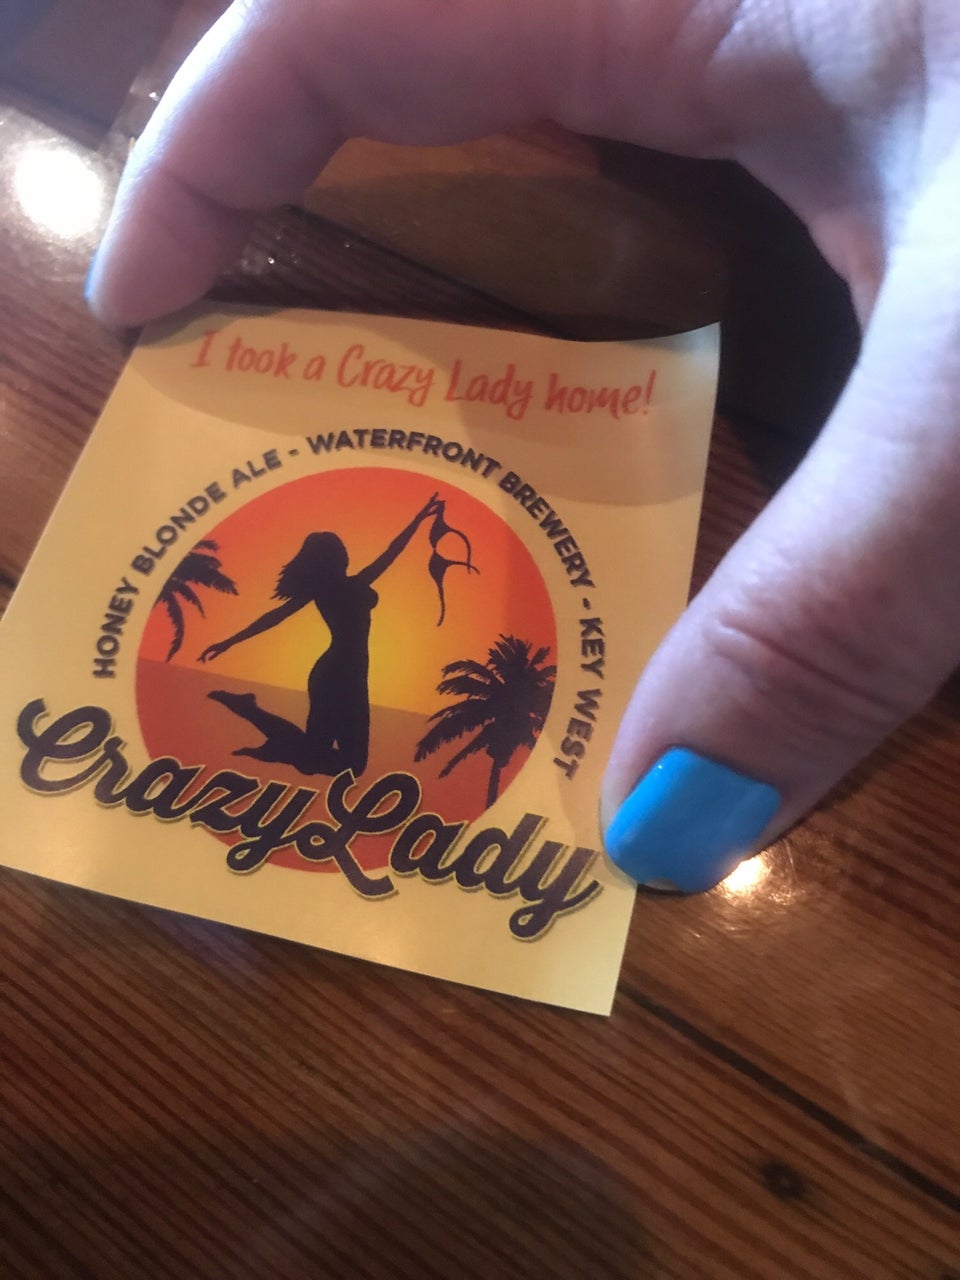 I took a Crazy Lady home!
HONEY BLONDE ALE - WATERFRONT BREWERY - KEY WEST
Crazy Lady